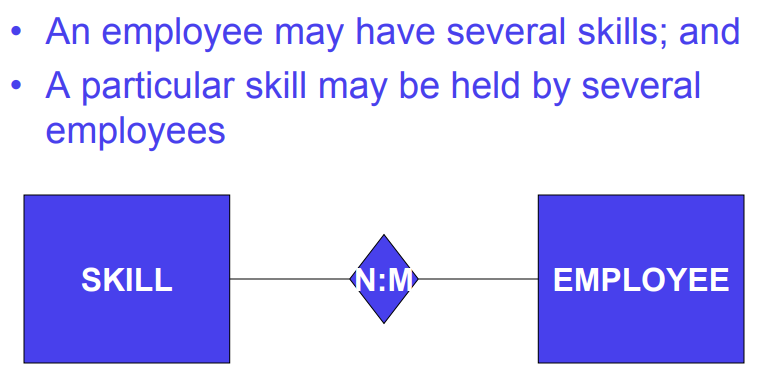 • An employee may have several skills; and
• A particular skill may be held by several
employees
SKILL
N:M
EMPLOYEE